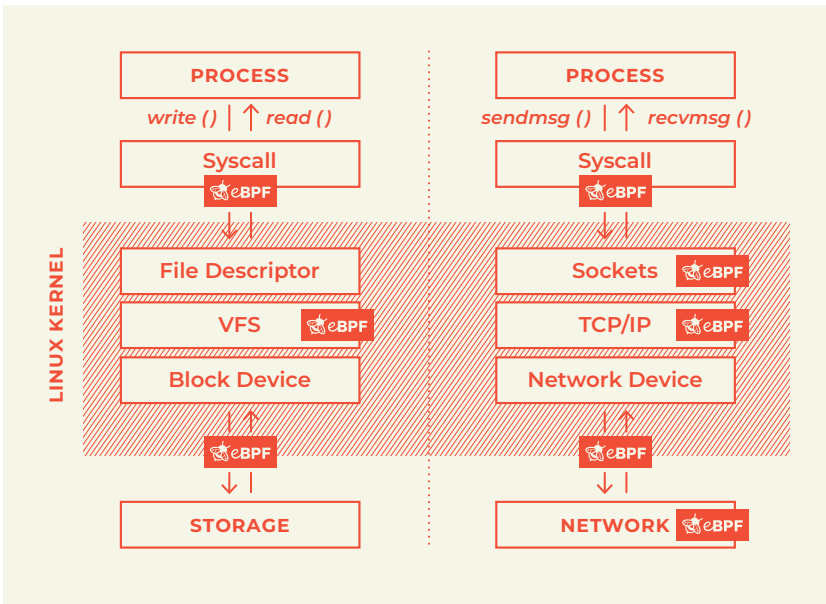 PROCESS
write () read ()
Syscall
eBPF
File Descriptor
VFS eBPF
Block Device
eBPF
STORAGE
PROCESS
sendmsg () recvmsg ()
Syscall
eBPF
Sockets eBPF
TCP/IP eBPF
Network Device
eBPF
NETWORK eBPF
LINUX KERNEL